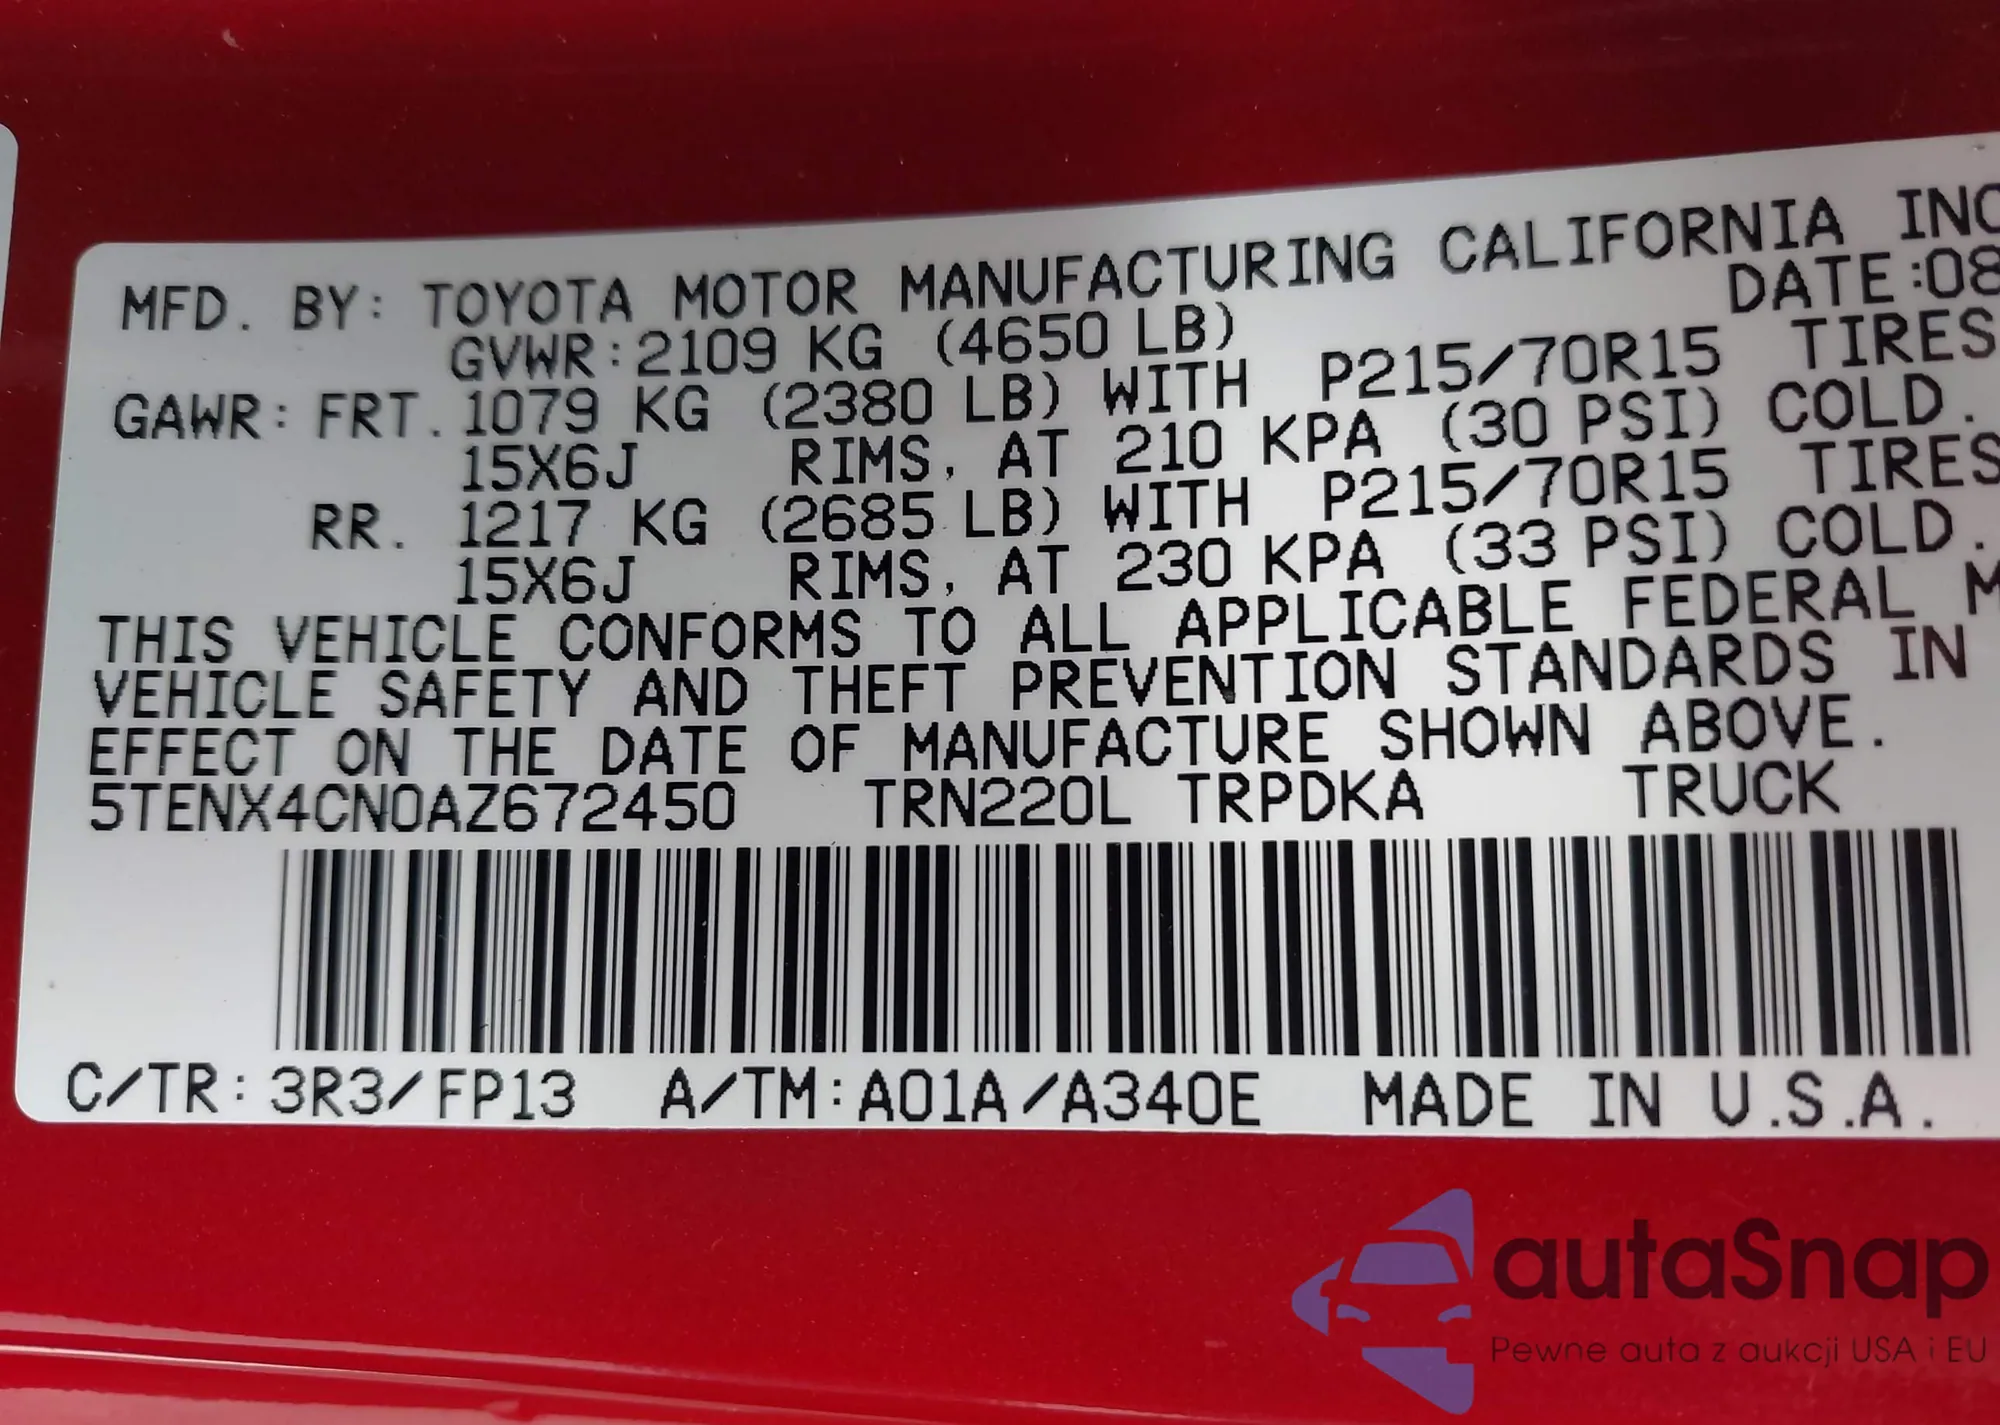 MFD. BY: TOYOTA MOTOR MANUFACTURING CALIFORNIA INC
DATE:08
GVWR:2109 KG (4650 LB)
GAWR: FRT. 1079 KG (2380 LB) WITH P215/70R15 TIRES
15X6J RIMS, AT 210 KPA (30 PSI) COLD.
RR. 1217 KG (2685 LB) WITH P215/70R15 TIRES
15X6J RIMS, AT 230 KPA (33 PSI) COLD.
THIS VEHICLE CONFORMS TO ALL APPLICABLE FEDERAL M
VEHICLE SAFETY AND THEFT PREVENTION STANDARDS IN
EFFECT ON THE DATE OF MANUFACTURE SHOWN ABOVE.
5TENX4CN0AZ672450 TRN220L TRPDKA TRUCK
C/TR: 3R3/FP13 A/TM:A01A/A340E MADE IN U.S.A.
autaSnap
Pewne auta z aukcji USA i EU